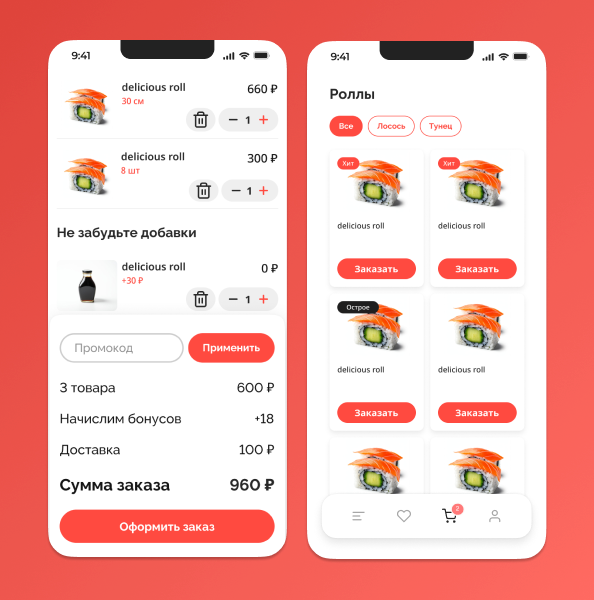 9:41
delicious roll
660 ₽
30 см
1
delicious roll
300 ₽
8 шт
1
Не забудьте добавки
delicious roll
0 ₽
+30 ₽
1
Промокод
Применить
3 товара
600 ₽
Начислим бонусов
+18
Доставка
100 ₽
Сумма заказа
960 ₽
Оформить заказ
9:41
Роллы
Все
Лосось
Тунец
Хит
Хит
delicious roll
delicious roll
Заказать
Заказать
Острое
delicious roll
delicious roll
Заказать
Заказать
2